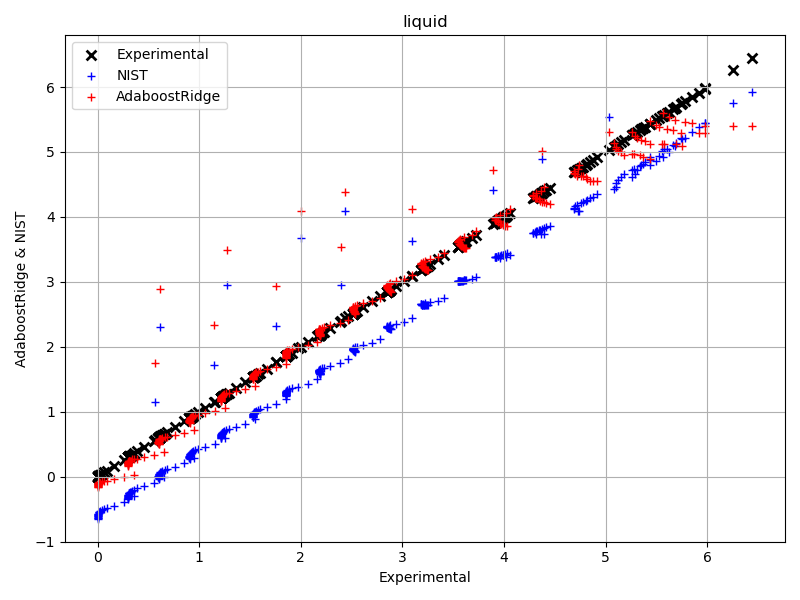 liquid
Experimental
NIST
AdaboostRidge
AdaboostRidge & NIST
6
5
4
3
2
1
0
−1
0 1 2 3 4 5 6
Experimental